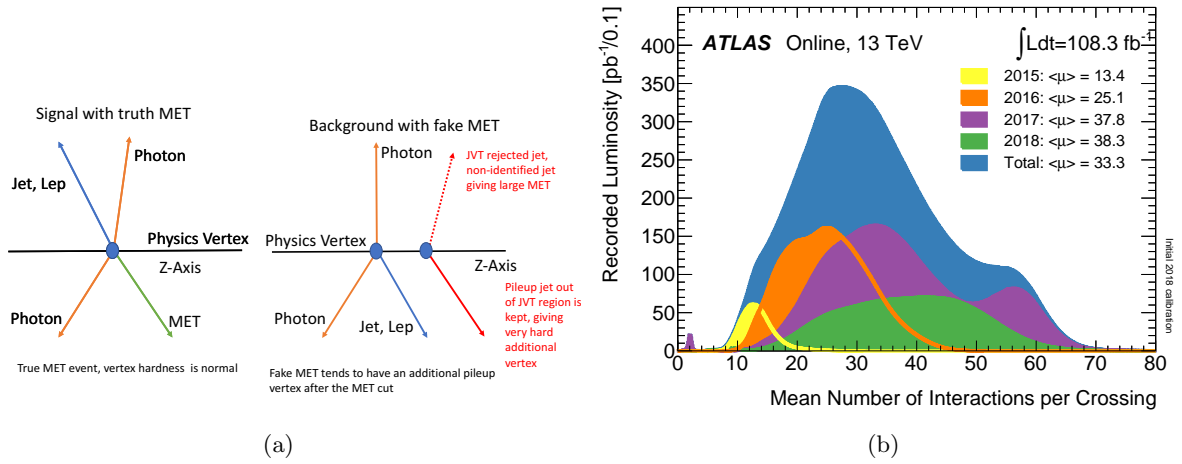 Signal with truth MET
Photon
Jet, Lep
Physics Vertex
Z-Axis
Photon
MET
True MET event, vertex hardness is normal
Background with fake MET
Photon
JVT rejected jet,
non-identified jet
giving large MET
Physics Vertex
Z-Axis
Photon
Jet, Lep
Pileup jet out
of JVT region is
kept, giving
very hard
additional
vertex
Fake MET tends to have an additional pileup
vertex after the MET cut
(a)
ATLAS Online, 13 TeV
∫Ldt=108.3 fb⁻¹
2015: <μ> = 13.4
2016: <μ> = 25.1
2017: <μ> = 37.8
2018: <μ> = 38.3
Total: <μ> = 33.3
Recorded Luminosity [pb⁻¹/0.1]
400
350
300
250
200
150
100
50
0
0 10 20 30 40 50 60 70 80
Mean Number of Interactions per Crossing
Initial 2018 calibration
(b)